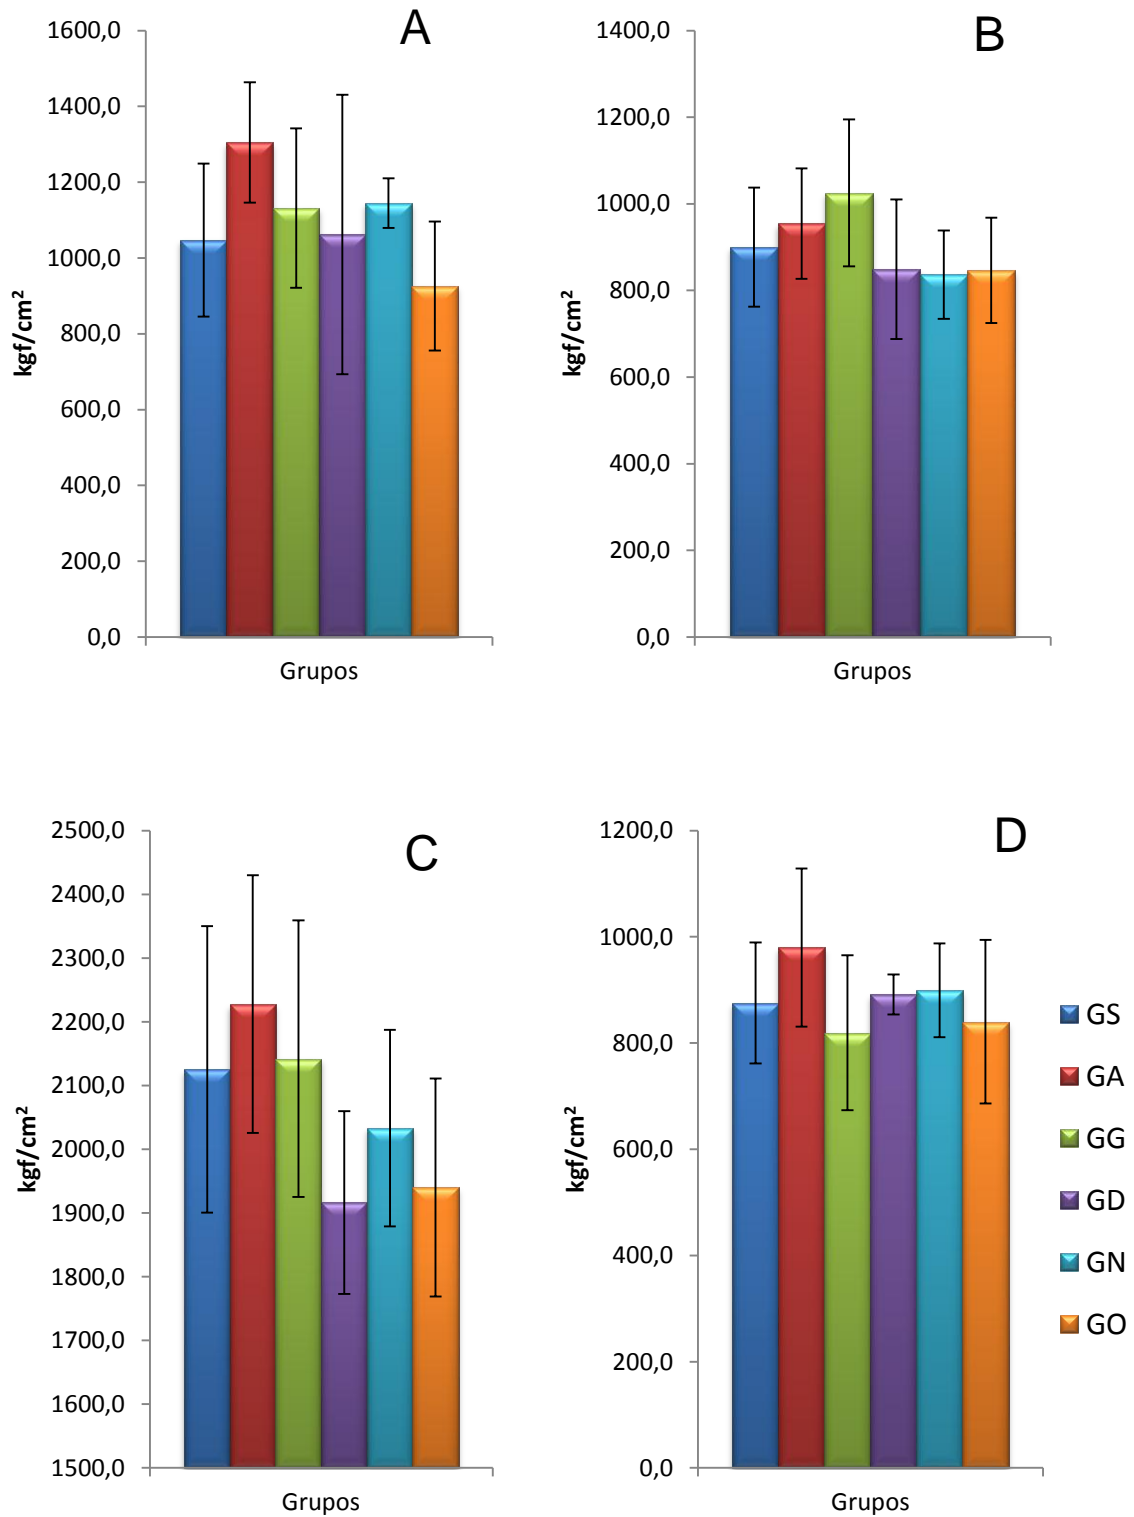 A
1600,0
1400,0
1200,0
1000,0
800,0
600,0
400,0
200,0
0,0
kgf/cm²
Grupos
B
1400,0
1200,0
1000,0
800,0
600,0
400,0
200,0
0,0
kgf/cm²
Grupos
C
2500,0
2400,0
2300,0
2200,0
2100,0
2000,0
1900,0
1800,0
1700,0
1600,0
1500,0
kgf/cm²
Grupos
D
1200,0
1000,0
800,0
600,0
400,0
200,0
0,0
kgf/cm²
Grupos
GS
GA
GG
GD
GN
GO